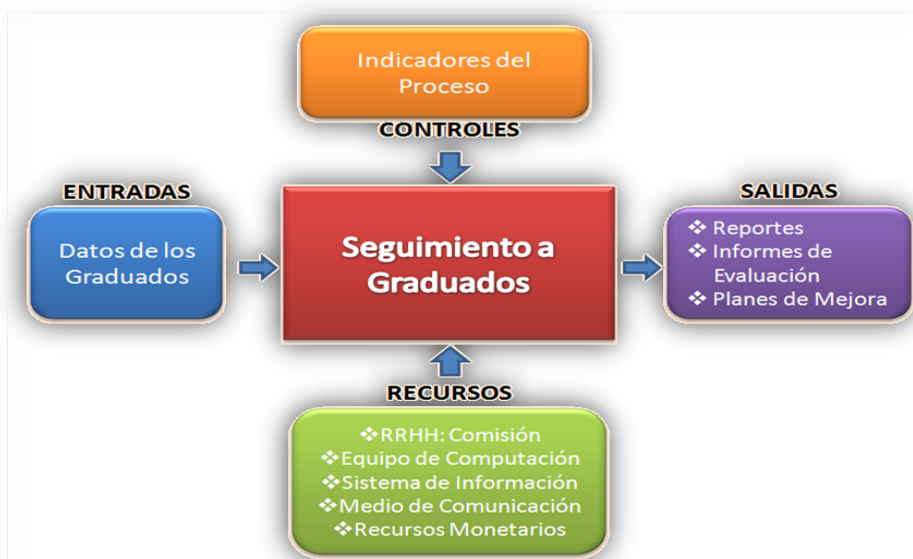 Indicadores del
Proceso
CONTROLES
ENTRADAS
Datos de los
Graduados
Seguimiento a
Graduados
SALIDAS
❖ Reportes
❖ Informes de
Evaluación
❖ Planes de Mejora
RECURSOS
❖RRHH: Comisión
❖Equipo de Computación
❖Sistema de Información
❖Medio de Comunicación
❖Recursos Monetarios